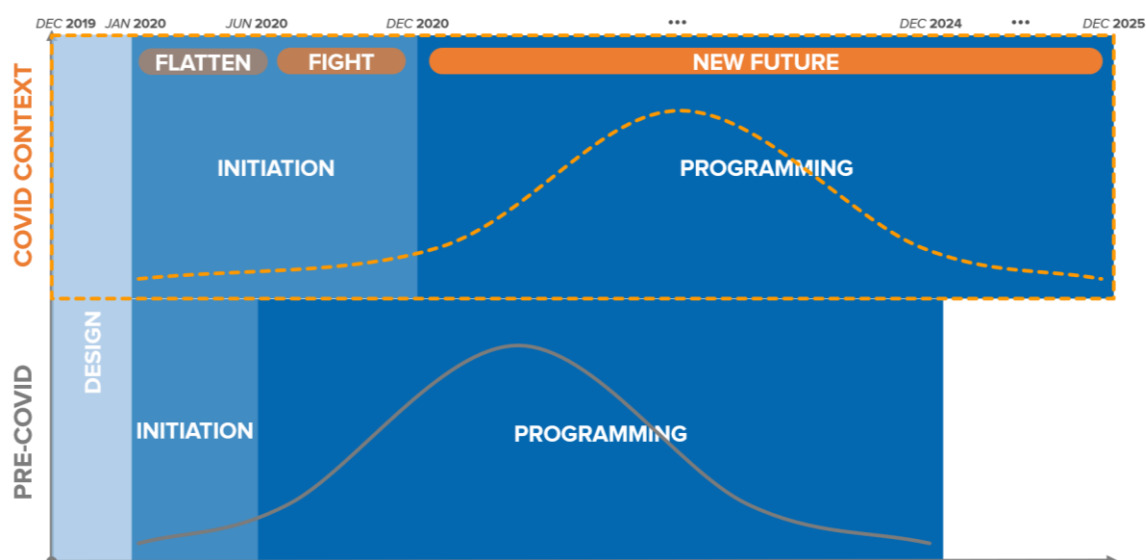 DEC 2019 JAN 2020 JUN 2020 DEC 2020 ... DEC 2024 ... DEC 2025
FLATTEN FIGHT NEW FUTURE
COVID CONTEXT
INITIATION PROGRAMMING
DESIGN
PRE-COVID
INITIATION PROGRAMMING